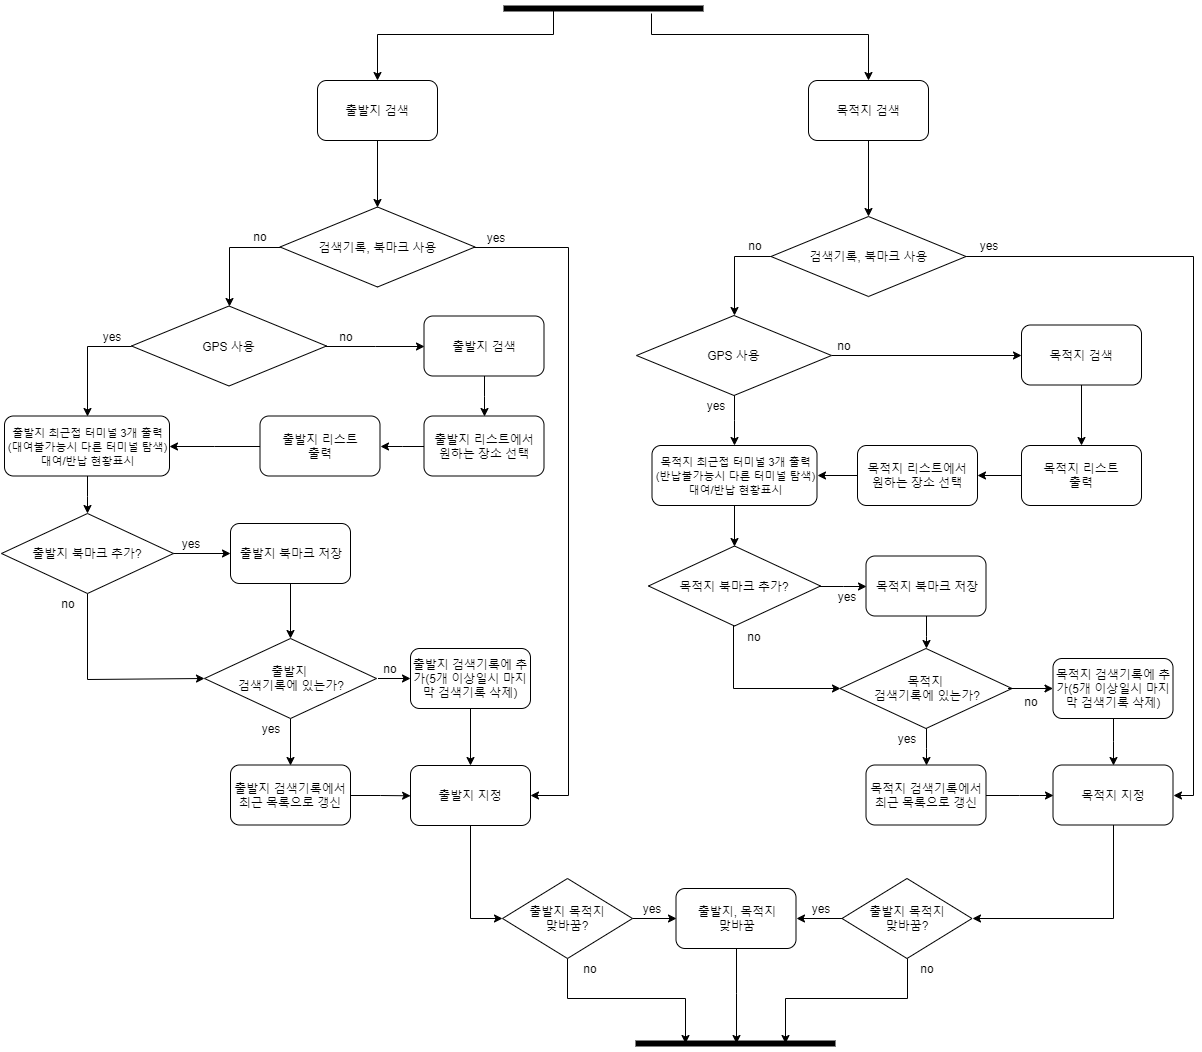 출발지 검색
목적지 검색
검색기록, 북마크 사용
no
yes
검색기록, 북마크 사용
no
yes
GPS 사용
yes
no
출발지 검색
GPS 사용
no
yes
목적지 검색
출발지 최근접 터미널 3개 출력
(대여불가능시 다른 터미널 탐색)
대여/반납 현황표시
출발지 리스트
출력
출발지 리스트에서
원하는 장소 선택
목적지 최근접 터미널 3개 출력
(반납불가능시 다른 터미널 탐색)
대여/반납 현황표시
목적지 리스트에서
원하는 장소 선택
목적지 리스트
출력
출발지 북마크 추가?
yes
no
출발지 북마크 저장
목적지 북마크 추가?
yes
no
목적지 북마크 저장
출발지
검색기록에 있는가?
no
yes
출발지 검색기록에 추
가(5개 이상일시 마지
막 검색기록 삭제)
목적지
검색기록에 있는가?
no
yes
목적지 검색기록에 추
가(5개 이상일시 마지
막 검색기록 삭제)
출발지 검색기록에서
최근 목록으로 갱신
출발지 지정
목적지 검색기록에서
최근 목록으로 갱신
목적지 지정
출발지 목적지
맞바꿈?
yes
no
출발지, 목적지
맞바꿈
yes
출발지 목적지
맞바꿈?
no